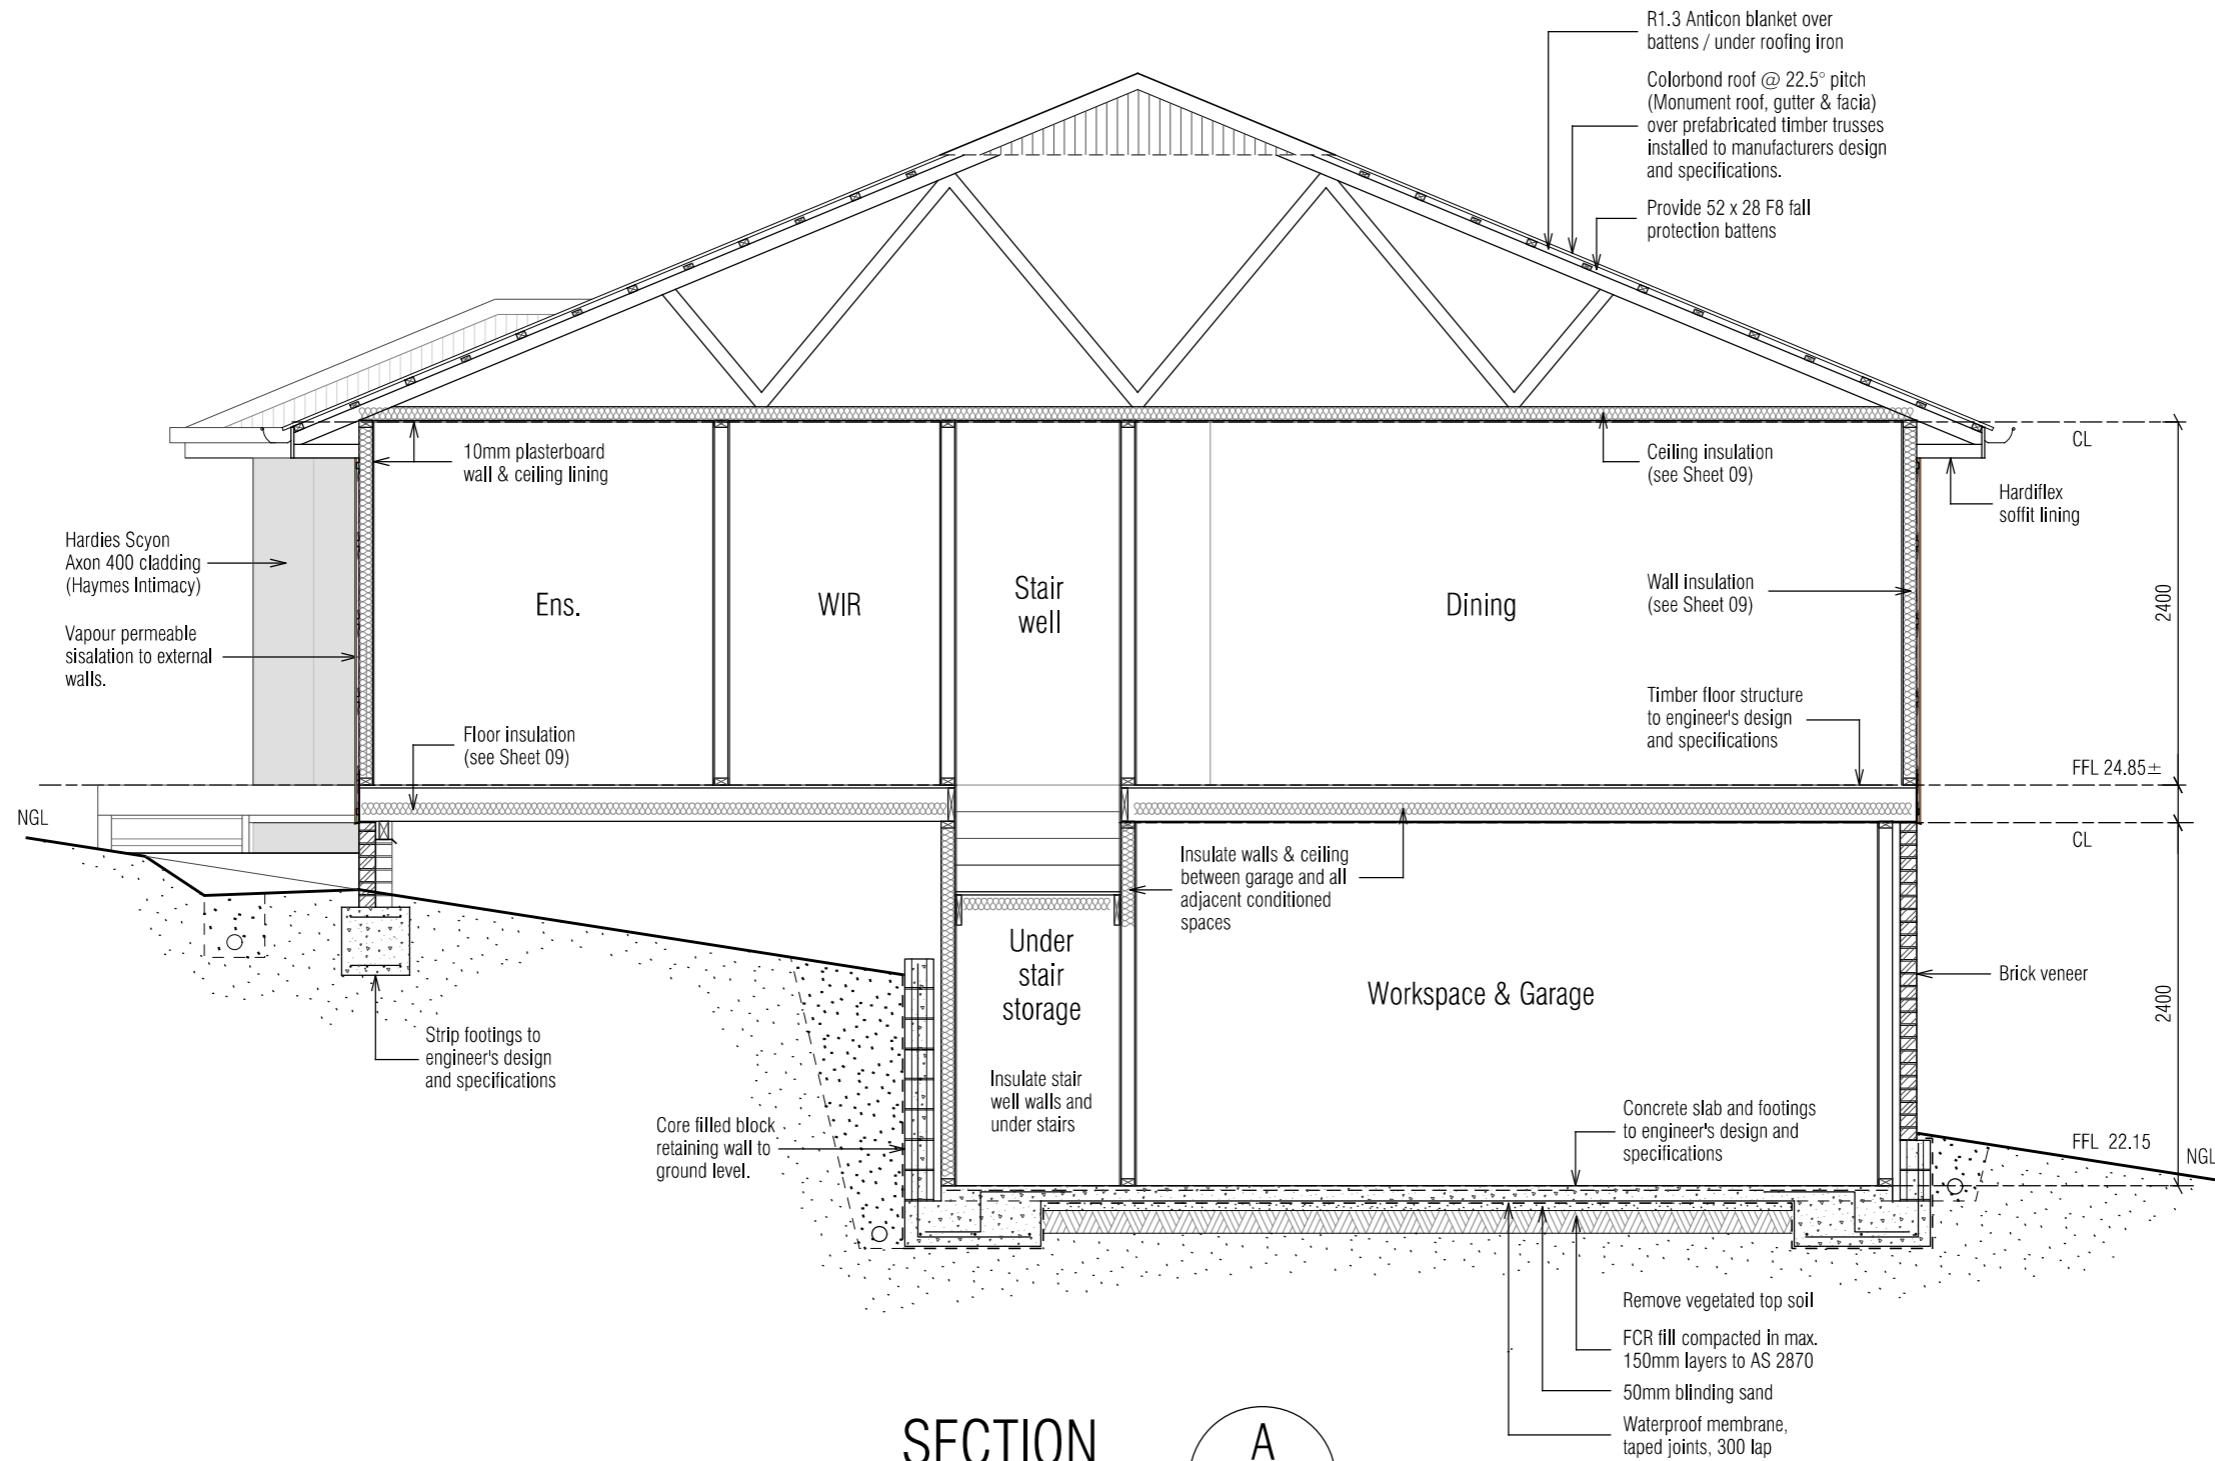 R1.3 Anticon blanket over
battens / under roofing iron
Colorbond roof @ 22.5° pitch
(Monument roof, gutter & facia)
over prefabricated timber trusses
installed to manufacturers design
and specifications.
Provide 52 x 28 F8 fall
protection battens
10mm plasterboard
wall & ceiling lining
Ceiling insulation
(see Sheet 09)
CL
Hardiflex
soffit lining
Hardies Scyon
Axon 400 cladding
(Haymes Intimacy)
Vapour permeable
sisalation to external
walls.
Ens.
WIR
Stair
well
Dining
Wall insulation
(see Sheet 09)
2400
Floor insulation
(see Sheet 09)
Timber floor structure
to engineer's design
and specifications
FFL 24.85±
NGL
CL
Insulate walls & ceiling
between garage and all
adjacent conditioned
spaces
Under
stair
storage
Workspace & Garage
Brick veneer
2400
Strip footings to
engineer's design
and specifications
Insulate stair
well walls and
under stairs
Core filled block
retaining wall to
ground level.
Concrete slab and footings
to engineer's design and
specifications
FFL 22.15
NGL
Remove vegetated top soil
FCR fill compacted in max.
150mm layers to AS 2870
50mm blinding sand
Waterproof membrane,
taped joints, 300 lap
SECTION
A